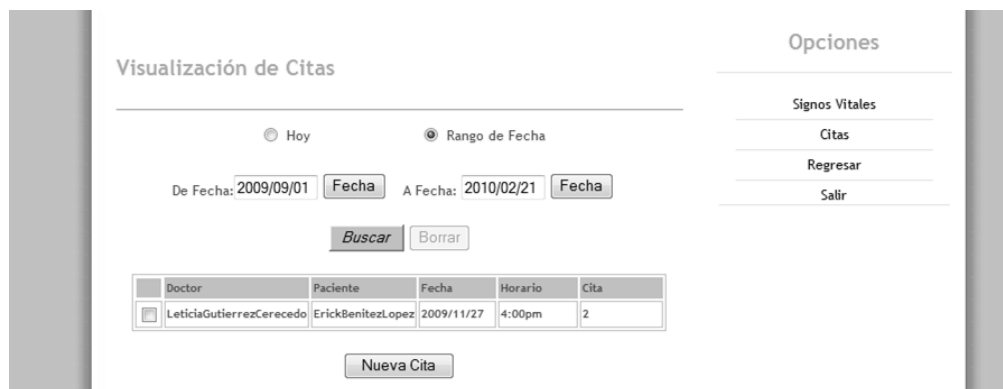 Opciones
Visualización de Citas
Signos Vitales
Hoy Rango de Fecha
Citas
Regresar
De Fecha: 2009/09/01 Fecha A Fecha: 2010/02/21 Fecha
Salir
Buscar Borrar
Doctor Paciente Fecha Horario Cita
LeticiaGutierrezCerecedo ErickBenitezLopez 2009/11/27 4:00pm 2
Nueva Cita